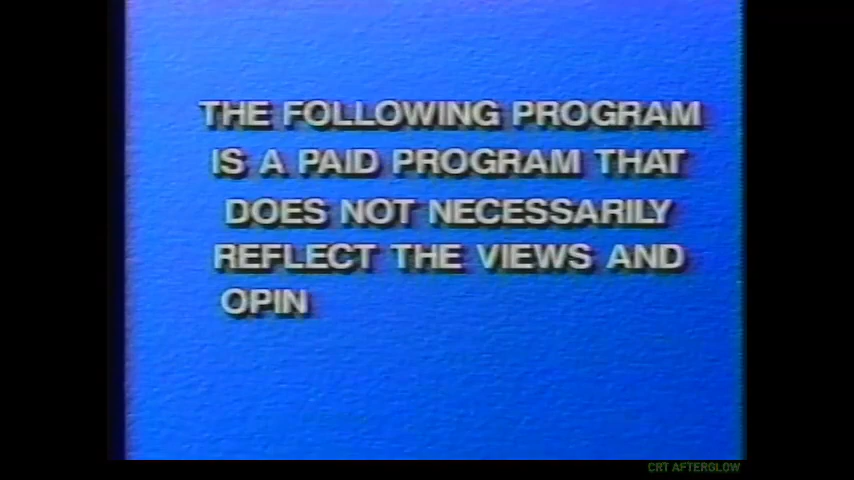 THE FOLLOWING PROGRAM
IS A PAID PROGRAM THAT
DOES NOT NECESSARILY
REFLECT THE VIEWS AND
OPIN
CRT AFTERGLOW